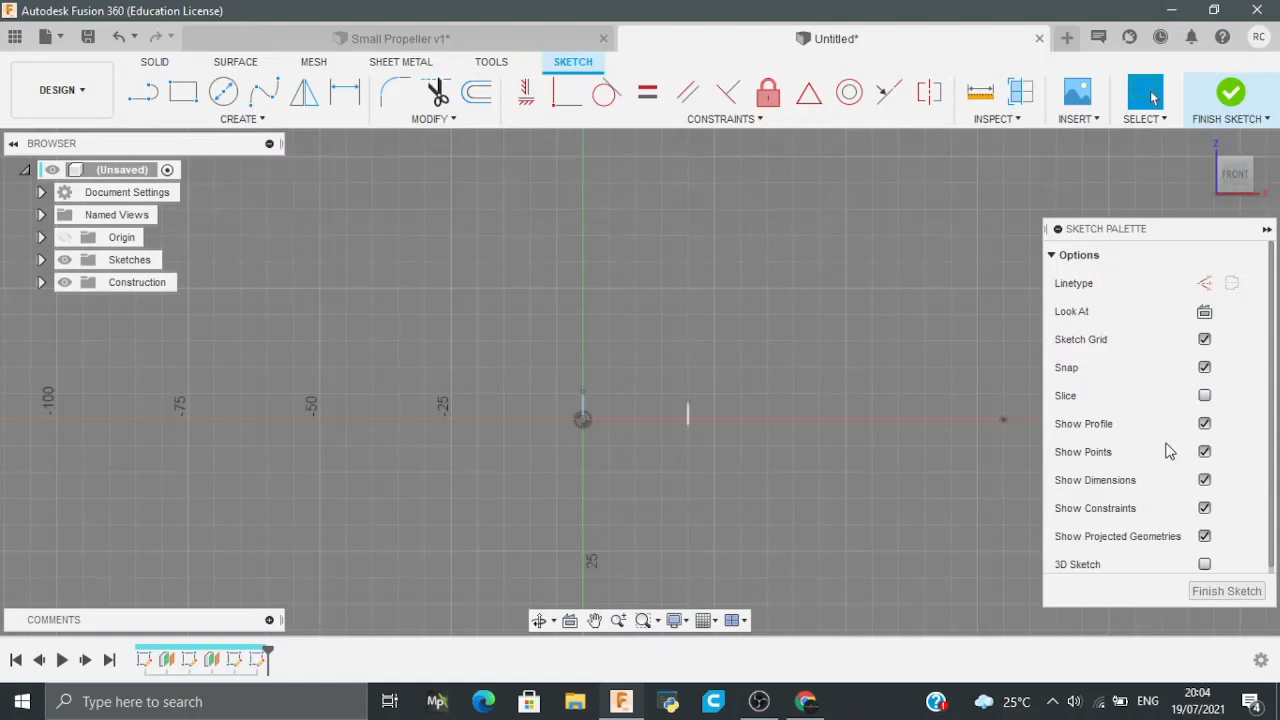 Autodesk Fusion 360 (Education License)
Small Propeller v1*
Untitled*
RC
SOLID SURFACE MESH SHEET METAL TOOLS SKETCH
DESIGN
CREATE
MODIFY
CONSTRAINTS
INSPECT
INSERT
SELECT
FINISH SKETCH
BROWSER
(Unsaved)
Document Settings
Named Views
Origin
Sketches
Construction
Z
FRONT
X
SKETCH PALETTE
Options
Linetype
Look At
Sketch Grid
Snap
Slice
Show Profile
Show Points
Show Dimensions
Show Constraints
Show Projected Geometries
3D Sketch
Finish Sketch
-100
-75
-50
-25
25
COMMENTS
Type here to search
Mp
25°C
ENG
20:04
19/07/2021
4